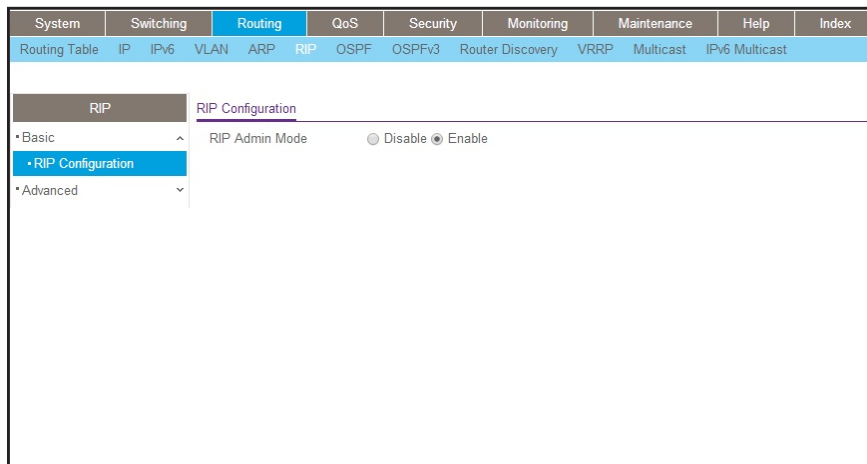 System Switching Routing QoS Security Monitoring Maintenance Help Index
Routing Table IP IPv6 VLAN ARP RIP OSPF OSPFv3 Router Discovery VRRP Multicast IPv6 Multicast
RIP
• Basic
• RIP Configuration
• Advanced
RIP Configuration
RIP Admin Mode Disable Enable